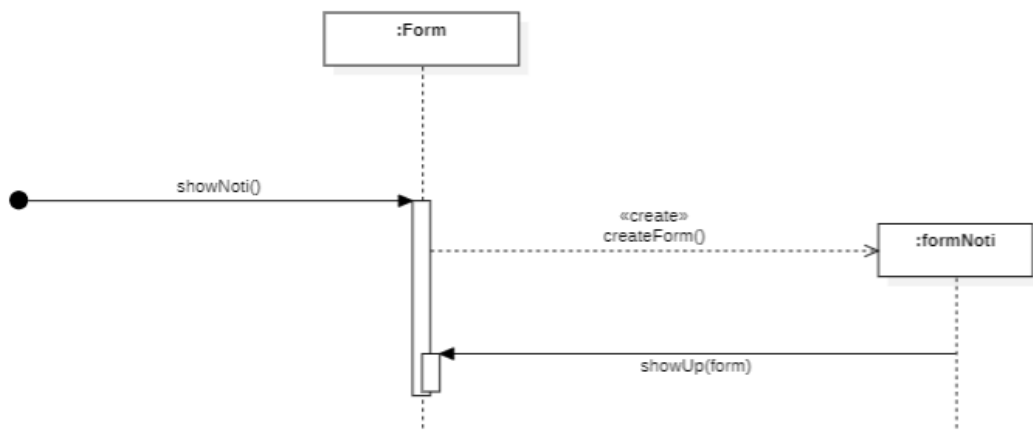 :Form
showNoti()
«create»
createForm()
:formNoti
showUp(form)